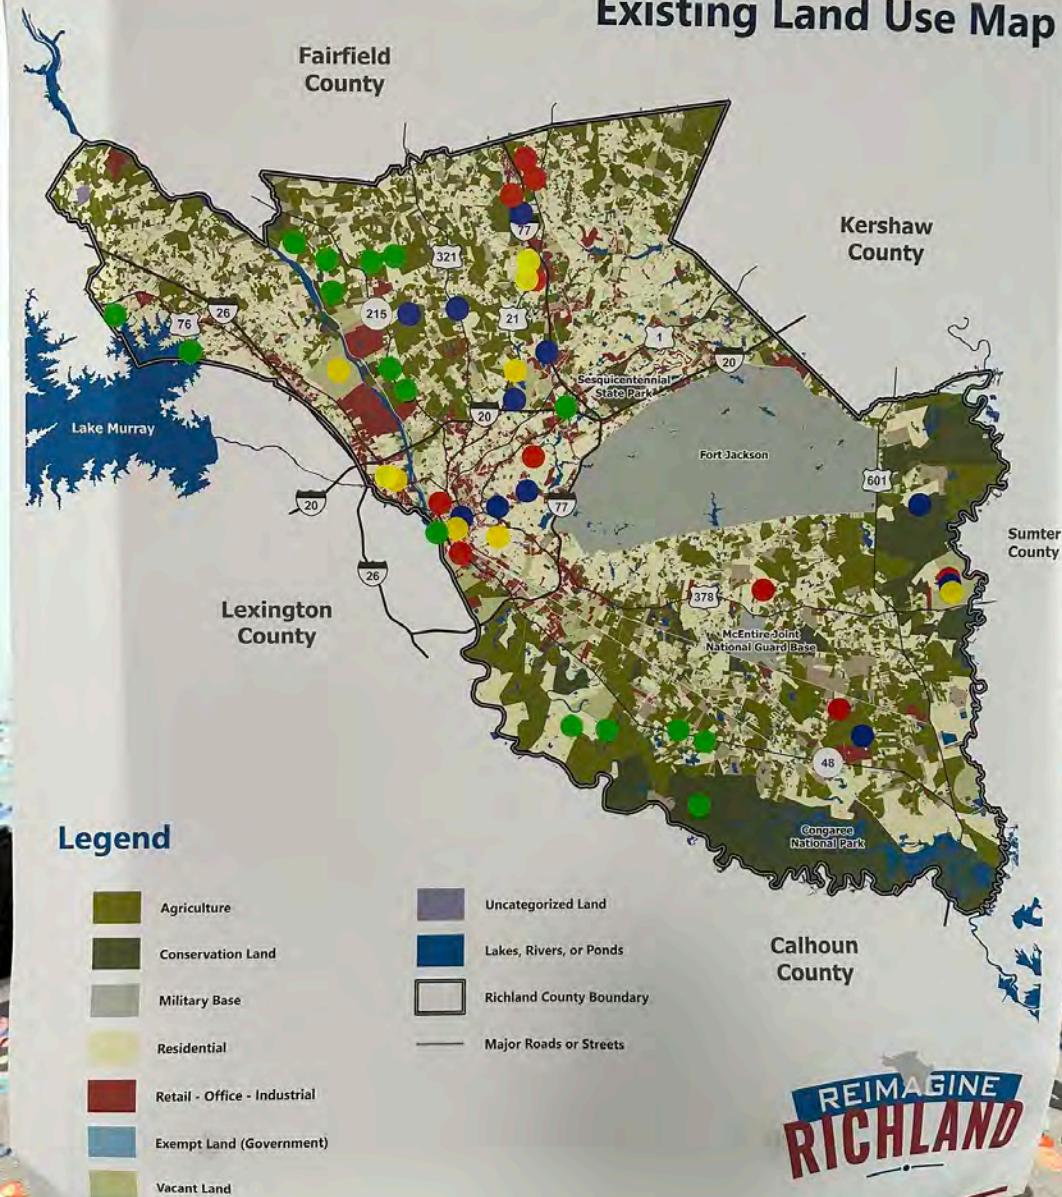 Existing Land Use Map
Fairfield
County
Kershaw
County
77
321
26
76
215
21
1
20
Sesquicentennial
State Park
20
Lake Murray
Fort Jackson
601
20
77
Sumter
County
26
378
Lexington
County
McEntire Joint
National Guard Base
48
Congaree
National Park
Calhoun
County
Legend
Agriculture
Conservation Land
Military Base
Residential
Retail - Office - Industrial
Exempt Land (Government)
Vacant Land
Uncategorized Land
Lakes, Rivers, or Ponds
Richland County Boundary
Major Roads or Streets
REIMAGINE
RICHLAND